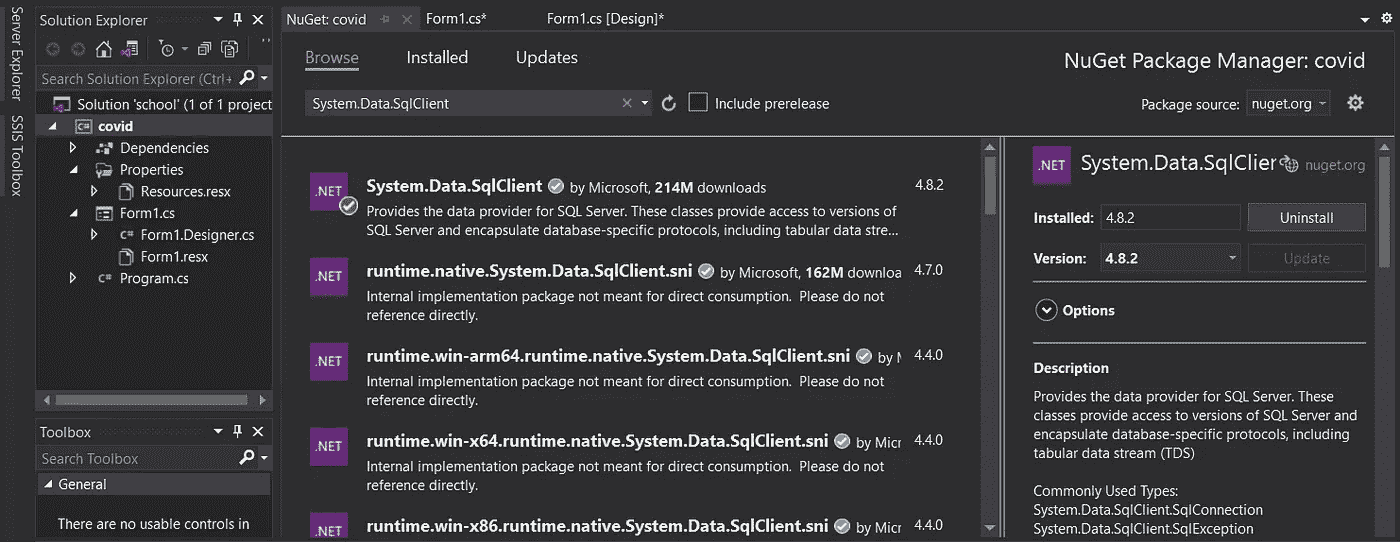 Server Explorer
SSIS Toolbox
Solution Explorer
Search Solution Explorer (Ctrl+
Solution 'school' (1 of 1 project
C# covid
Dependencies
Properties
Resources.resx
Form1.cs
C# Form1.Designer.cs
Form1.resx
C# Program.cs
Toolbox
Search Toolbox
General
There are no usable controls in
NuGet: covid
Form1.cs*
Form1.cs [Design]*
Browse
Installed
Updates
NuGet Package Manager: covid
System.Data.SqlClient
Include prerelease
Package source: nuget.org
.NET
System.Data.SqlClient by Microsoft, 214M downloads
4.8.2
Provides the data provider for SQL Server. These classes provide access to versions of
SQL Server and encapsulate database-specific protocols, including tabular data stre...
.NET
runtime.native.System.Data.SqlClient.sni by Microsoft, 162M downloa
4.7.0
Internal implementation package not meant for direct consumption. Please do not
reference directly.
.NET
runtime.win-arm64.runtime.native.System.Data.SqlClient.sni by M
4.4.0
Internal implementation package not meant for direct consumption. Please do not
reference directly.
.NET
runtime.win-x64.runtime.native.System.Data.SqlClient.sni by Micr
4.4.0
Internal implementation package not meant for direct consumption. Please do not
reference directly.
.NET
runtime.win-x86.runtime.native.System.Data.SqlClient.sni by Micr
4.4.0
.NET
System.Data.SqlClier nuget.org
Installed: 4.8.2 Uninstall
Version: 4.8.2 Update
Options
Description
Provides the data provider for SQL Server. These
classes provide access to versions of SQL Server and
encapsulate database-specific protocols, including
tabular data stream (TDS)
Commonly Used Types:
System.Data.SqlClient.SqlConnection
System.Data.SqlClient.SqlException